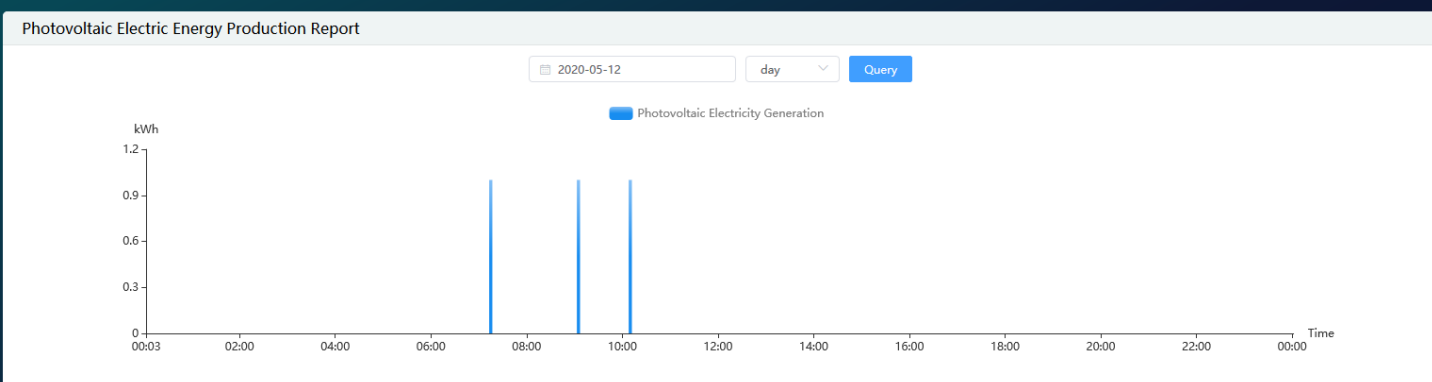 Photovoltaic Electric Energy Production Report
2020-05-12 day Query
Photovoltaic Electricity Generation
kWh
1.2
0.9
0.6
0.3
0
Time
00:03 02:00 04:00 06:00 08:00 10:00 12:00 14:00 16:00 18:00 20:00 22:00 00:00